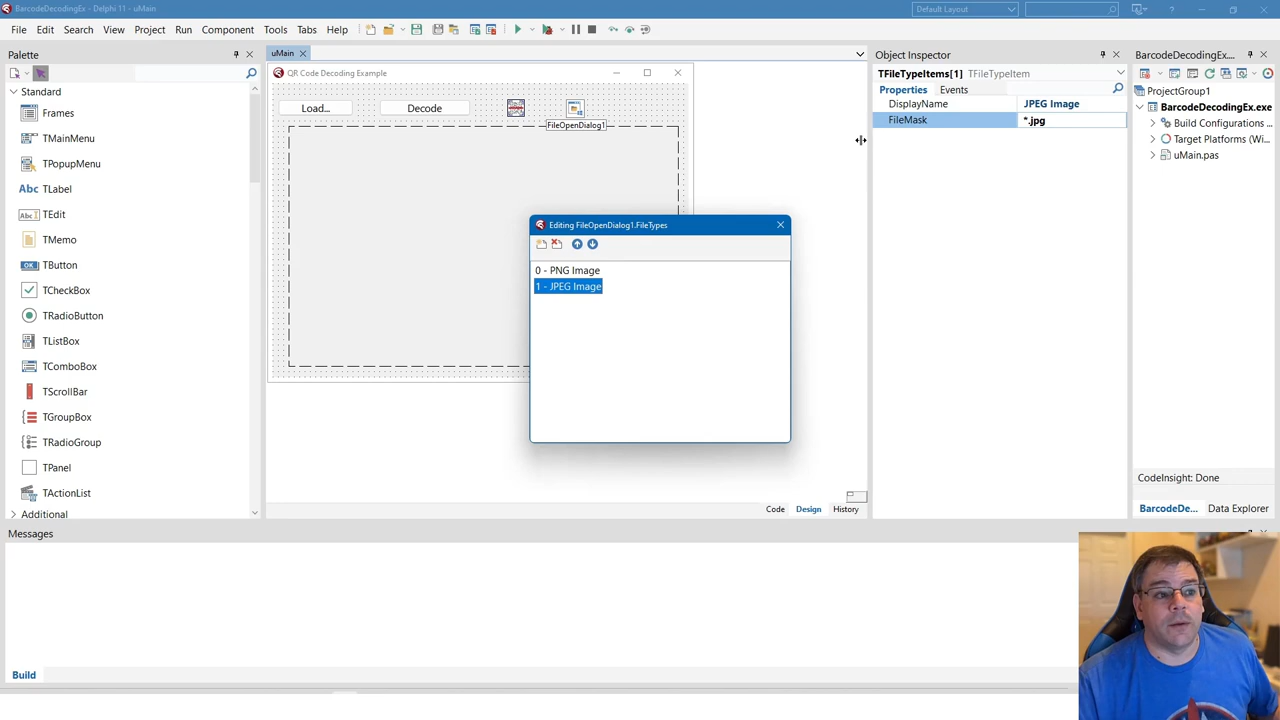 BarcodeDecodingEx - Delphi 11 - uMain
Default Layout
File Edit Search View Project Run Component Tools Tabs Help
Palette
Standard
Frames
TMainMenu
TPopupMenu
Abc TLabel
Abc TEdit
TMemo
OK TButton
TCheckBox
TRadioButton
TListBox
TComboBox
TScrollBar
TGroupBox
TRadioGroup
TPanel
TActionList
Additional
uMain
QR Code Decoding Example
Load...
Decode
FileOpenDialog1
Editing FileOpenDialog1.FileTypes
0 - PNG Image
1 - JPEG Image
Code Design History
Object Inspector
TFileTypeItems[1] TFileTypeItem
Properties Events
DisplayName JPEG Image
FileMask *.jpg
BarcodeDecodingEx....
ProjectGroup1
BarcodeDecodingEx.exe
Build Configurations ...
Target Platforms (Wi...
uMain.pas
CodeInsight: Done
BarcodeDe... Data Explorer
Messages
Build